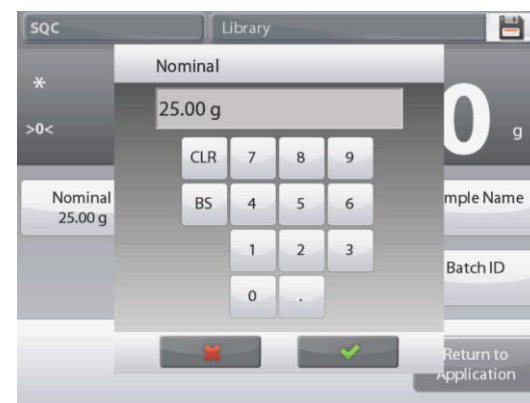 SQC
Library
Nominal
25.00 g
*
>0<
0 g
CLR 7 8 9
BS 4 5 6
1 2 3
0 .
Nominal
25.00 g
mple Name
Batch ID
Return to
Application